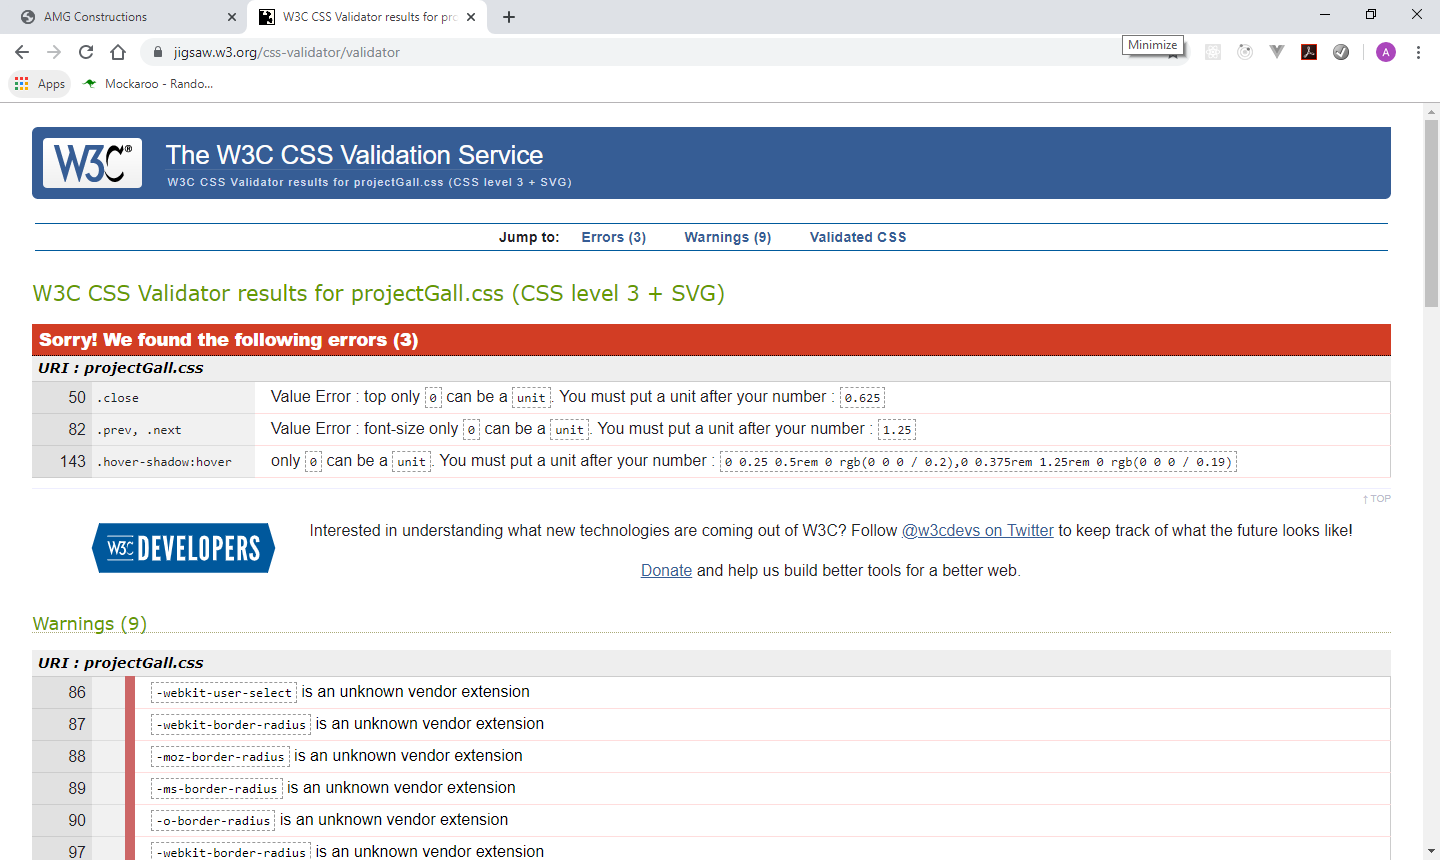 AMG Constructions
W3C CSS Validator results for pro
jigsaw.w3.org/css-validator/validator
Minimize
A
Apps
Mockaroo - Rando...
W3C®
The W3C CSS Validation Service
W3C CSS Validator results for projectGall.css (CSS level 3 + SVG)
Jump to: Errors (3) Warnings (9) Validated CSS
W3C CSS Validator results for projectGall.css (CSS level 3 + SVG)
Sorry! We found the following errors (3)
URI : projectGall.css
50 .close Value Error : top only 0 can be a unit. You must put a unit after your number : 0.625
82 .prev, .next Value Error : font-size only 0 can be a unit. You must put a unit after your number : 1.25
143 .hover-shadow:hover only 0 can be a unit. You must put a unit after your number : 0 0.25 0.5rem 0 rgb(0 0 0 / 0.2),0 0.375rem 1.25rem 0 rgb(0 0 0 / 0.19)
↑ TOP
W3C DEVELOPERS
Interested in understanding what new technologies are coming out of W3C? Follow @w3cdevs on Twitter to keep track of what the future looks like!
Donate and help us build better tools for a better web.
Warnings (9)
URI : projectGall.css
86 -webkit-user-select is an unknown vendor extension
87 -webkit-border-radius is an unknown vendor extension
88 -moz-border-radius is an unknown vendor extension
89 -ms-border-radius is an unknown vendor extension
90 -o-border-radius is an unknown vendor extension
97 -webkit-border-radius is an unknown vendor extension